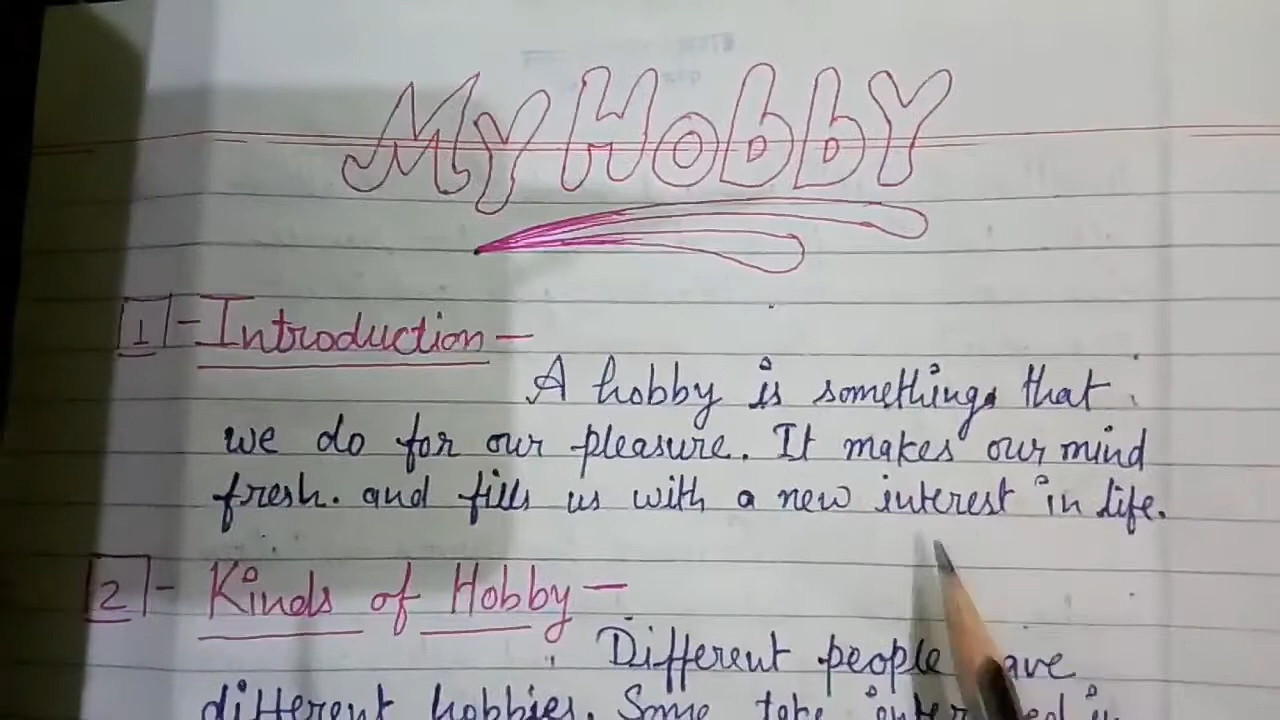 My Hobby
1 - Introduction -
A hobby is something that
we do for our pleasure. It makes our mind
fresh. and fills us with a new interest in life.
2 - Kinds of Hobby -
Different people ave
different hobbies. Some take